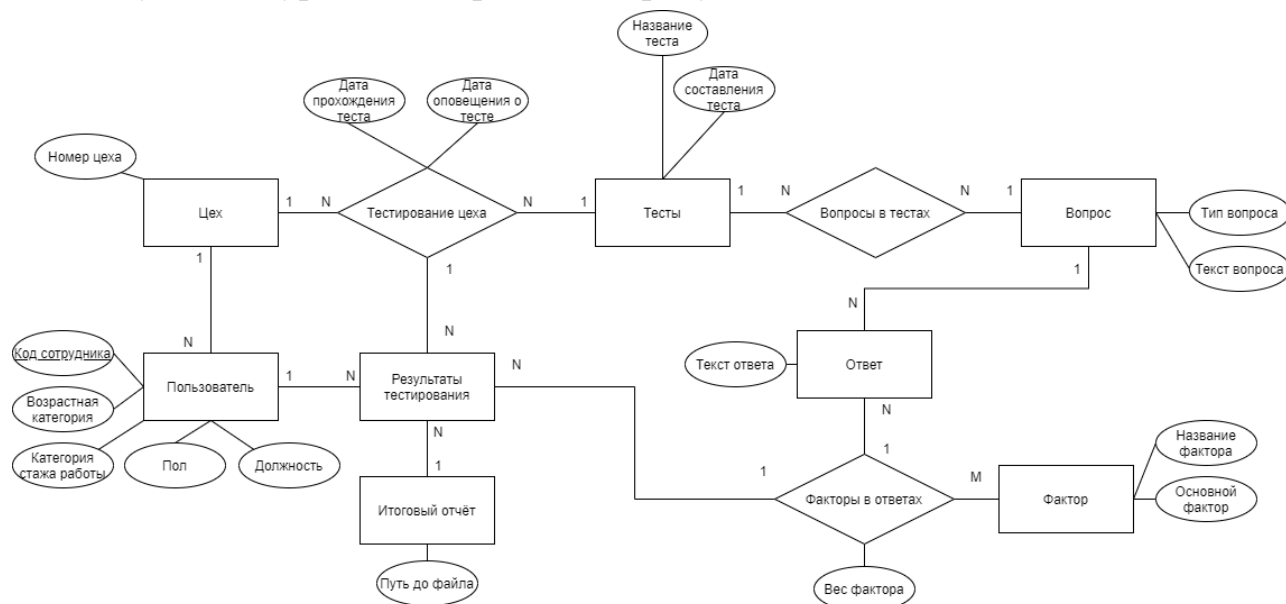 Название
теста
Дата
прохождения
теста
Дата
оповещения о
тесте
Дата
составления
теста
Номер цеха
Цех
1
N
Тестирование цеха
N
1
Тесты
1
N
Вопросы в тестах
N
1
Вопрос
Тип вопроса
Текст вопроса
1
1
1
N
N
N
Код сотрудника
Возрастная
категория
Категория
стажа работы
Пол
Должность
Пользователь
1
N
Результаты
тестирования
N
Текст ответа
Ответ
N
1
N
1
Итоговый отчёт
Путь до файла
1
Факторы в ответах
M
Фактор
Название
фактора
Основной
фактор
Вес фактора